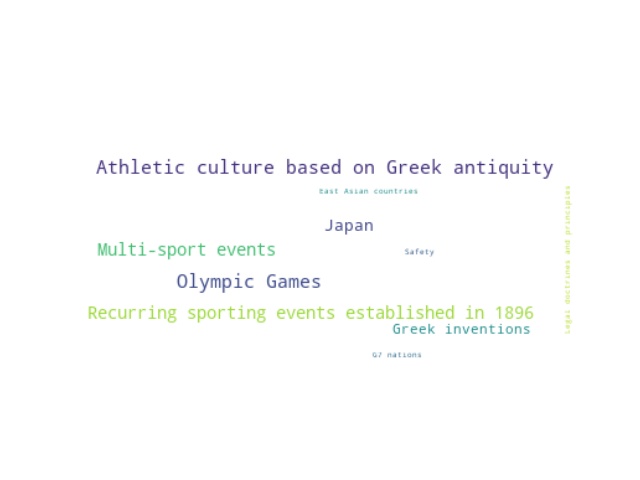 Athletic culture based on Greek antiquity
East Asian countries
Japan
Multi-sport events
Safety
Olympic Games
Recurring sporting events established in 1896
Greek inventions
G7 nations
Legal doctrines and principles